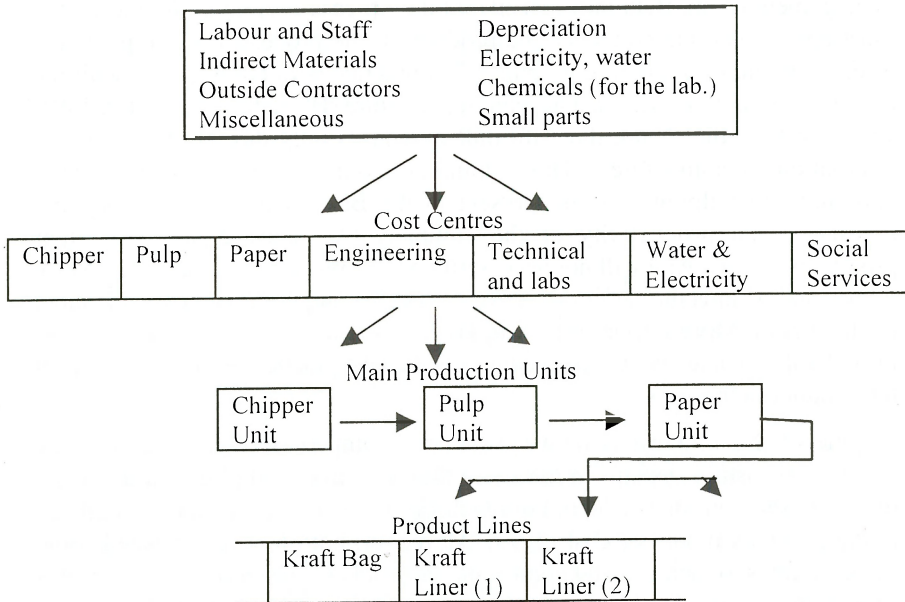 Labour and Staff Depreciation
Indirect Materials Electricity, water
Outside Contractors Chemicals (for the lab.)
Miscellaneous Small parts
Cost Centres
Chipper Pulp Paper Engineering Technical Water & Social
and labs Electricity Services
Main Production Units
Chipper Pulp Paper
Unit Unit Unit
Product Lines
Kraft Bag Kraft Kraft
Liner (1) Liner (2)